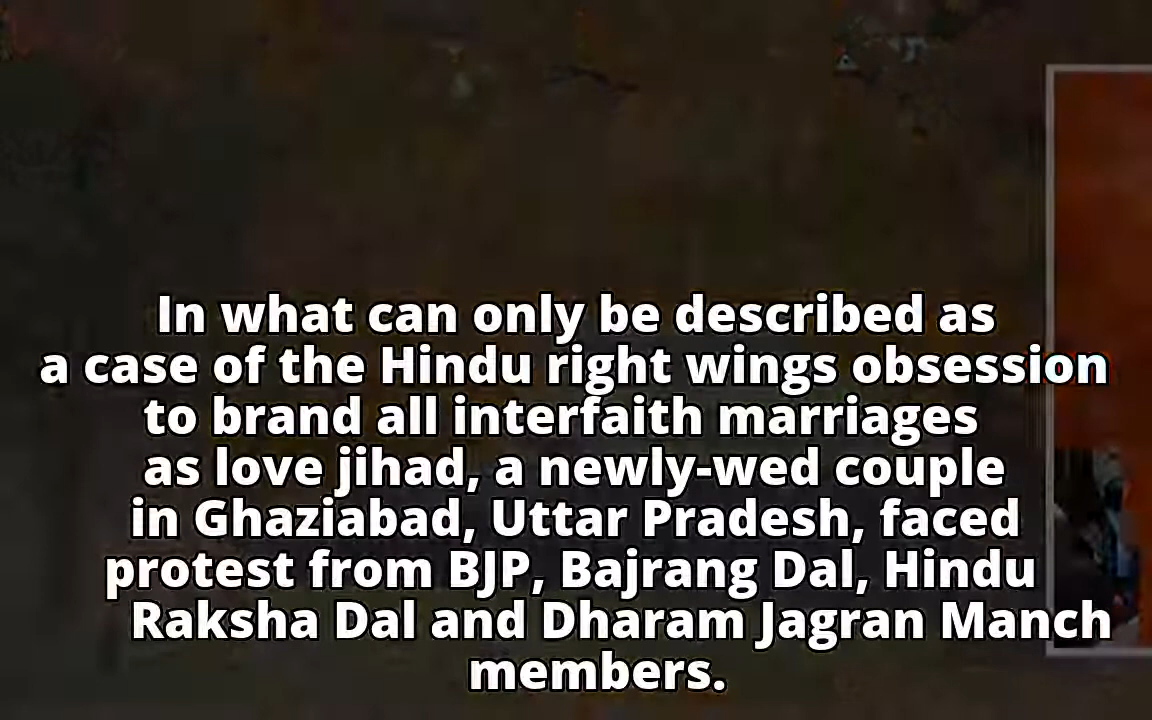 In what can only be described as
a case of the Hindu right wings obsession
to brand all interfaith marriages
as love jihad, a newly-wed couple
in Ghaziabad, Uttar Pradesh, faced
protest from BJP, Bajrang Dal, Hindu
Raksha Dal and Dharam Jagran Manch
members.